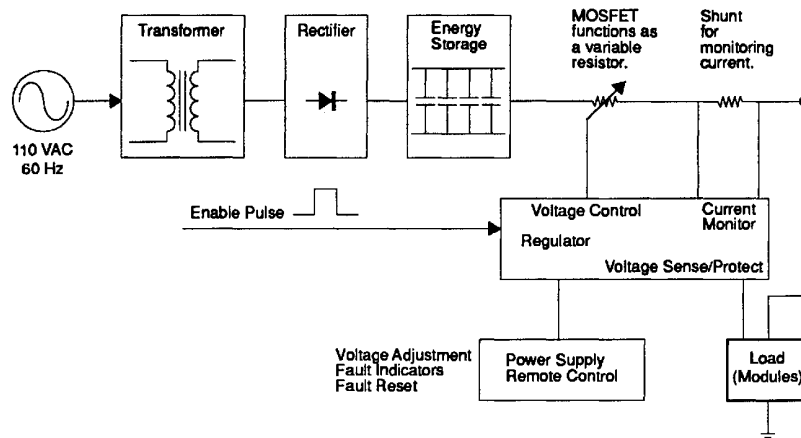 Transformer
Rectifier
Energy
Storage
MOSFET
functions as
a variable
resistor.
Shunt
for
monitoring
current.
110 VAC
60 Hz
Enable Pulse
Voltage Control
Current
Monitor
Regulator
Voltage Sense/Protect
Voltage Adjustment
Fault Indicators
Fault Reset
Power Supply
Remote Control
Load
(Modules)